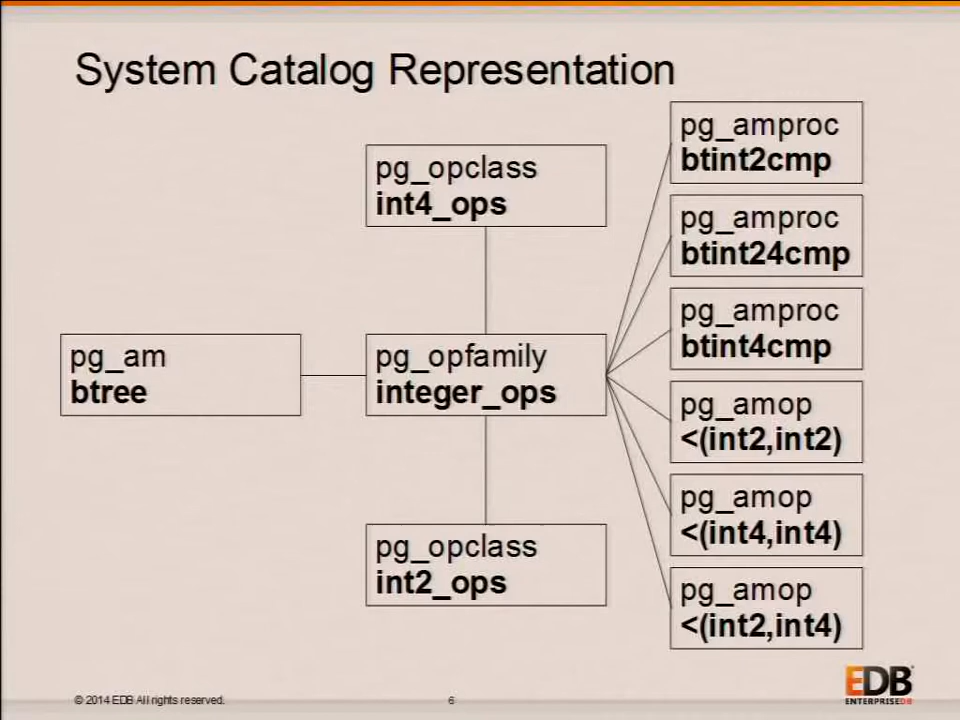 System Catalog Representation
pg_opclass
int4_ops
pg_am
btree
pg_opfamily
integer_ops
pg_opclass
int2_ops
pg_amproc
btint2cmp
pg_amproc
btint24cmp
pg_amproc
btint4cmp
pg_amop
<(int2,int2)
pg_amop
<(int4,int4)
pg_amop
<(int2,int4)
© 2014 EDB All rights reserved.
6
EDB
ENTERPRISEDB